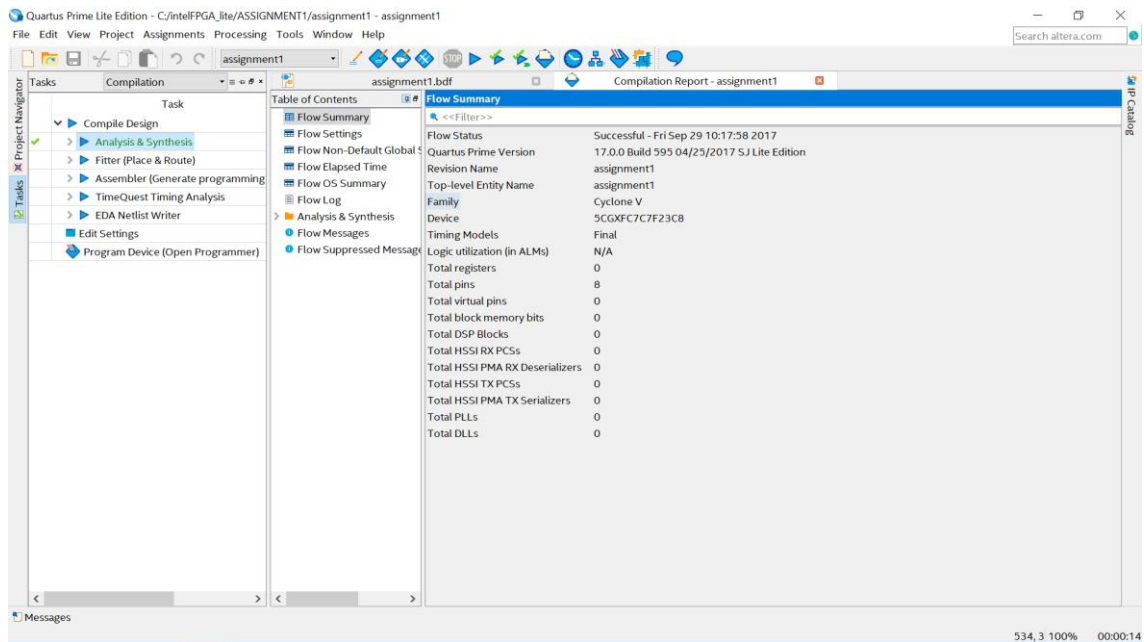 Quartus Prime Lite Edition - C:/intelFPGA_lite/ASSIGNMENT1/assignment1 - assignment1
File Edit View Project Assignments Processing Tools Window Help
Search altera.com
assignment1
STOP
Project Navigator
Tasks
Tasks Compilation
Task
Compile Design
Analysis & Synthesis
Fitter (Place & Route)
Assembler (Generate programming
TimeQuest Timing Analysis
EDA Netlist Writer
Edit Settings
Program Device (Open Programmer)
assignment1.bdf
Compilation Report - assignment1
Table of Contents
Flow Summary
Flow Settings
Flow Non-Default Global S
Flow Elapsed Time
Flow OS Summary
Flow Log
Analysis & Synthesis
Flow Messages
Flow Suppressed Message
Flow Summary
<<Filter>>
Flow Status Successful - Fri Sep 29 10:17:58 2017
Quartus Prime Version 17.0.0 Build 595 04/25/2017 SJ Lite Edition
Revision Name assignment1
Top-level Entity Name assignment1
Family Cyclone V
Device 5CGXFC7C7F23C8
Timing Models Final
Logic utilization (in ALMs) N/A
Total registers 0
Total pins 8
Total virtual pins 0
Total block memory bits 0
Total DSP Blocks 0
Total HSSI RX PCSs 0
Total HSSI PMA RX Deserializers 0
Total HSSI TX PCSs 0
Total HSSI PMA TX Serializers 0
Total PLLs 0
Total DLLs 0
IP Catalog
Messages
534, 3 100% 00:00:14